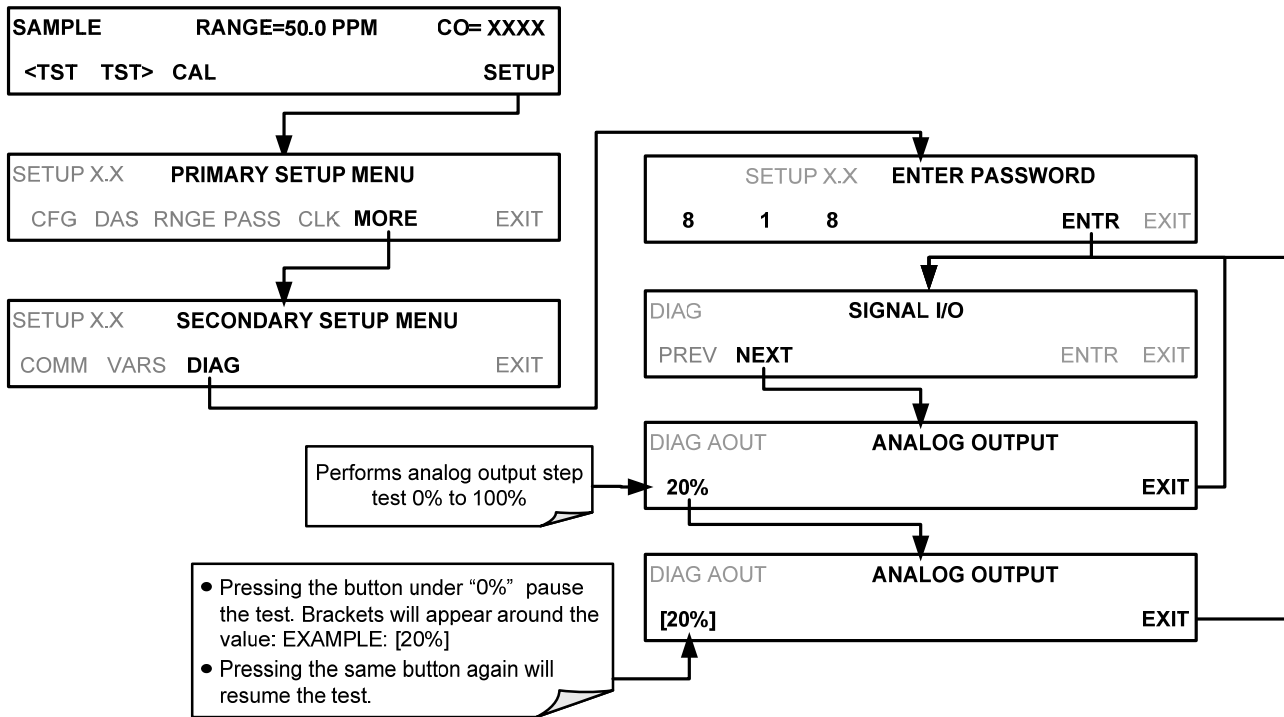 SAMPLE RANGE=50.0 PPM CO= XXXX
<TST TST> CAL SETUP
SETUP X.X PRIMARY SETUP MENU
CFG DAS RNGE PASS CLK MORE EXIT
SETUP X.X SECONDARY SETUP MENU
COMM VARS DIAG EXIT
SETUP X.X ENTER PASSWORD
8 1 8 ENTR EXIT
DIAG SIGNAL I/O
PREV NEXT ENTR EXIT
DIAG AOUT ANALOG OUTPUT
20% EXIT
Performs analog output step
test 0% to 100%
DIAG AOUT ANALOG OUTPUT
[20%] EXIT
● Pressing the button under “0%” pause
the test. Brackets will appear around the
value: EXAMPLE: [20%]
● Pressing the same button again will
resume the test.